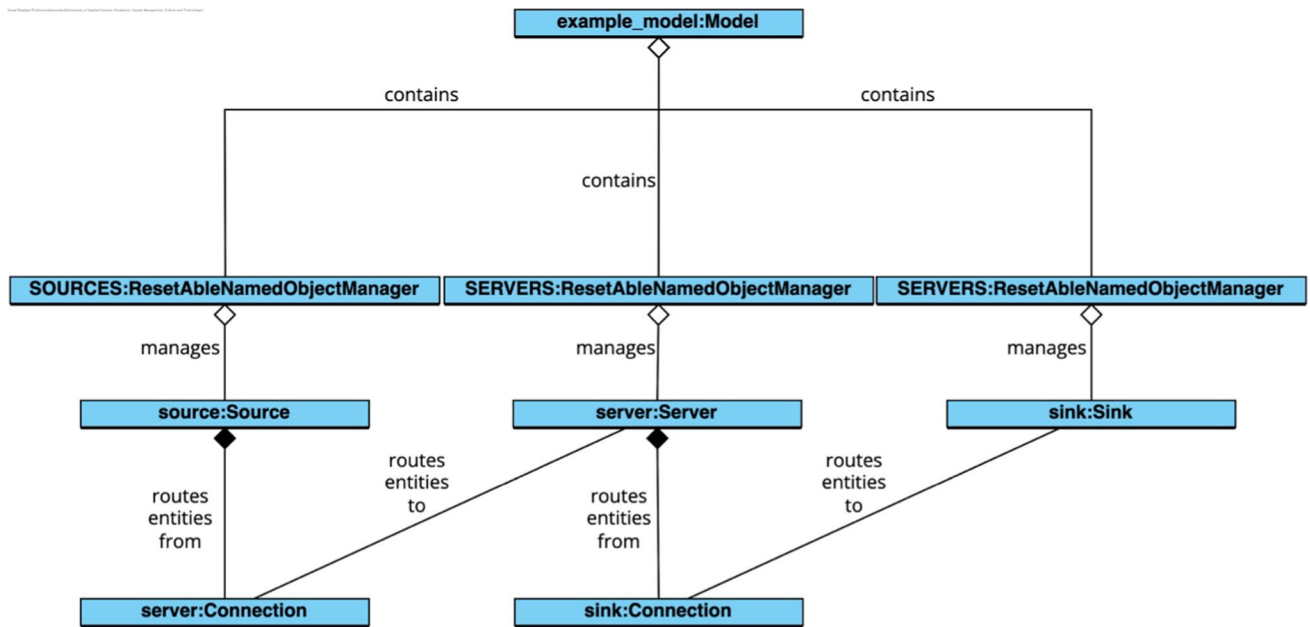 example_model:Model
contains
contains
contains
SOURCES:ResetAbleNamedObjectManager
SERVERS:ResetAbleNamedObjectManager
SERVERS:ResetAbleNamedObjectManager
manages
manages
manages
source:Source
server:Server
sink:Sink
routes
entities
to
routes
entities
to
routes
entities
from
routes
entities
from
server:Connection
sink:Connection